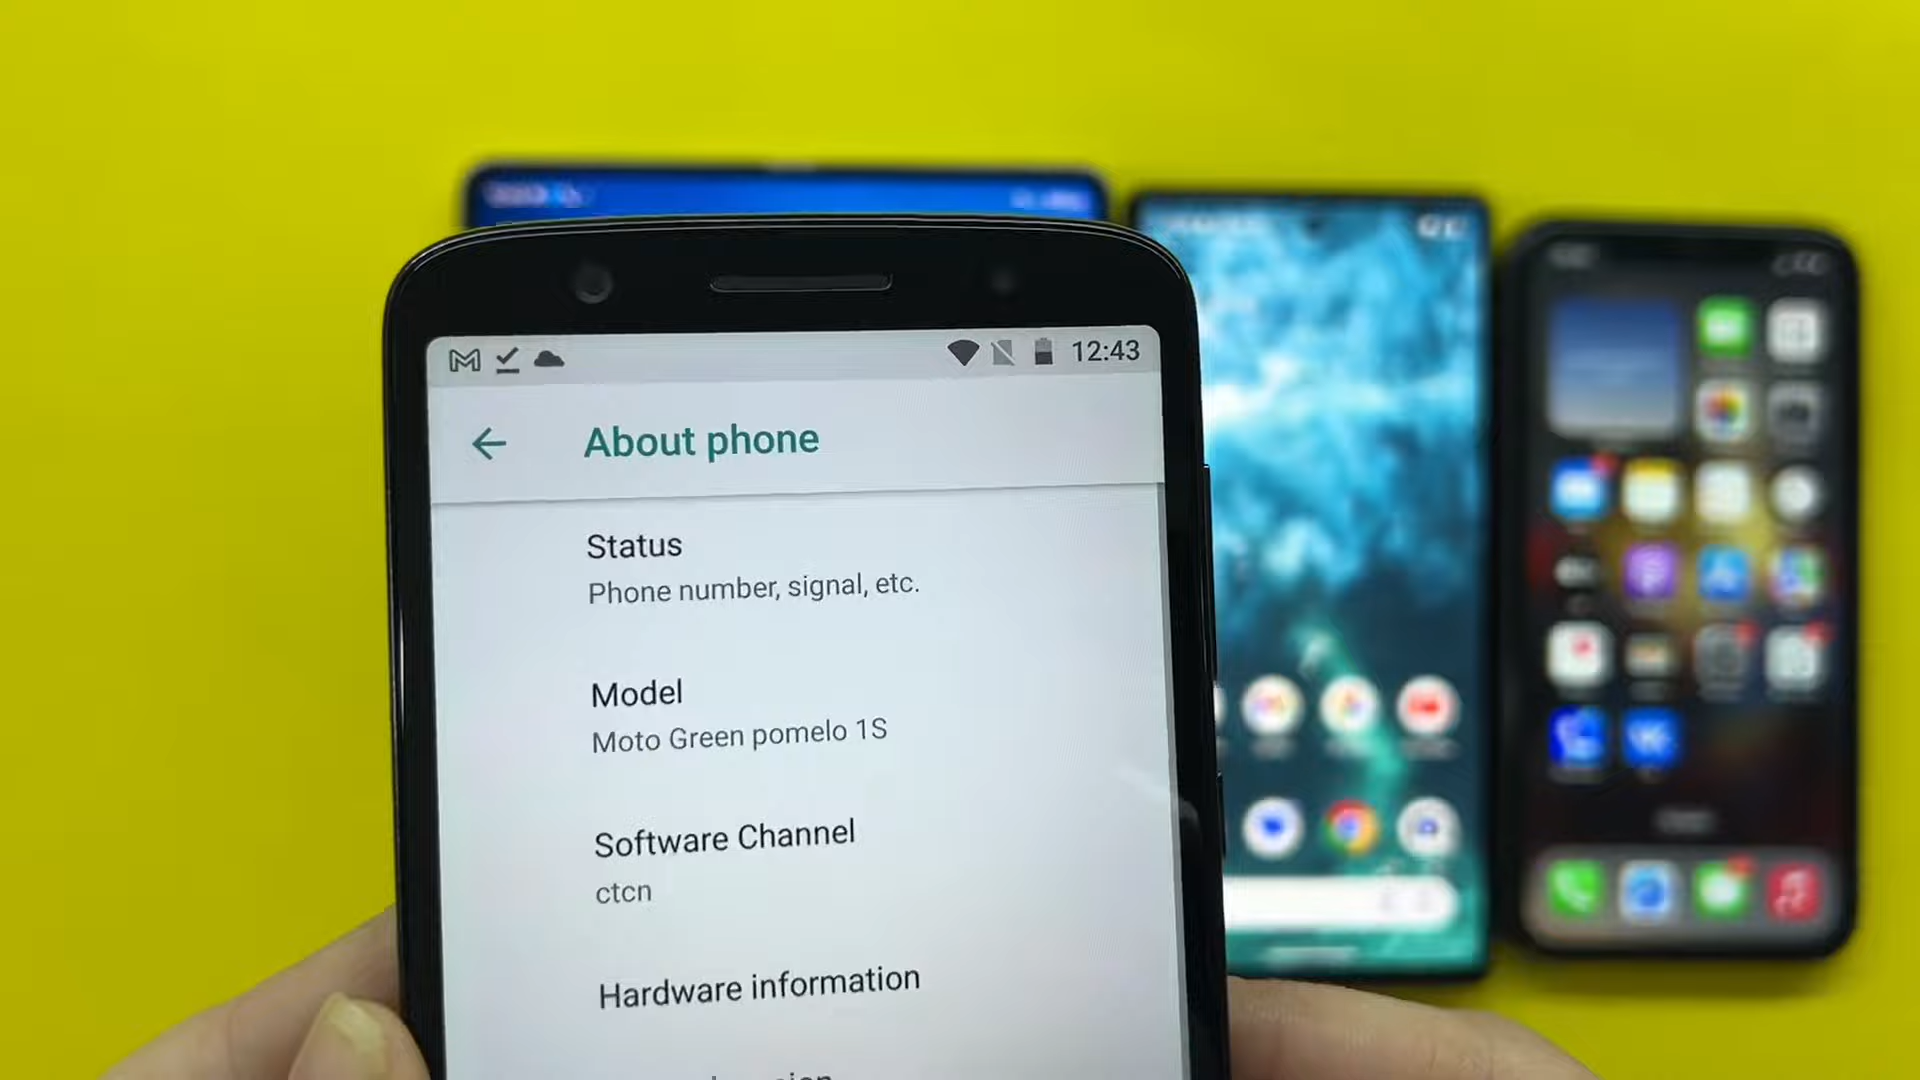 12:43
About phone
Status
Phone number, signal, etc.
Model
Moto Green pomelo 1S
Software Channel
ctcn
Hardware information